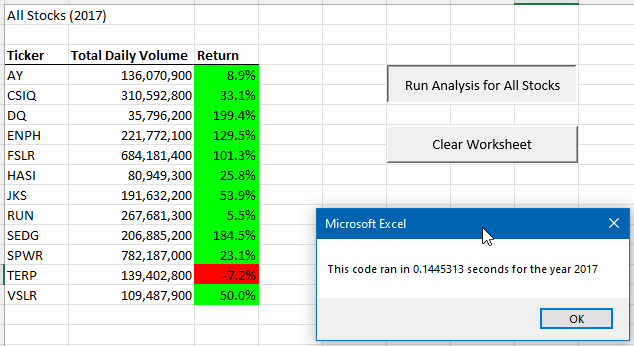 All Stocks (2017)
Ticker Total Daily Volume Return
AY 136,070,900 8.9%
CSIQ 310,592,800 33.1%
DQ 35,796,200 199.4%
ENPH 221,772,100 129.5%
FSLR 684,181,400 101.3%
HASI 80,949,300 25.8%
JKS 191,632,200 53.9%
RUN 267,681,300 5.5%
SEDG 206,885,200 184.5%
SPWR 782,187,000 23.1%
TERP 139,402,800 -7.2%
VSLR 109,487,900 50.0%
Run Analysis for All Stocks
Clear Worksheet
Microsoft Excel
This code ran in 0.1445313 seconds for the year 2017
OK